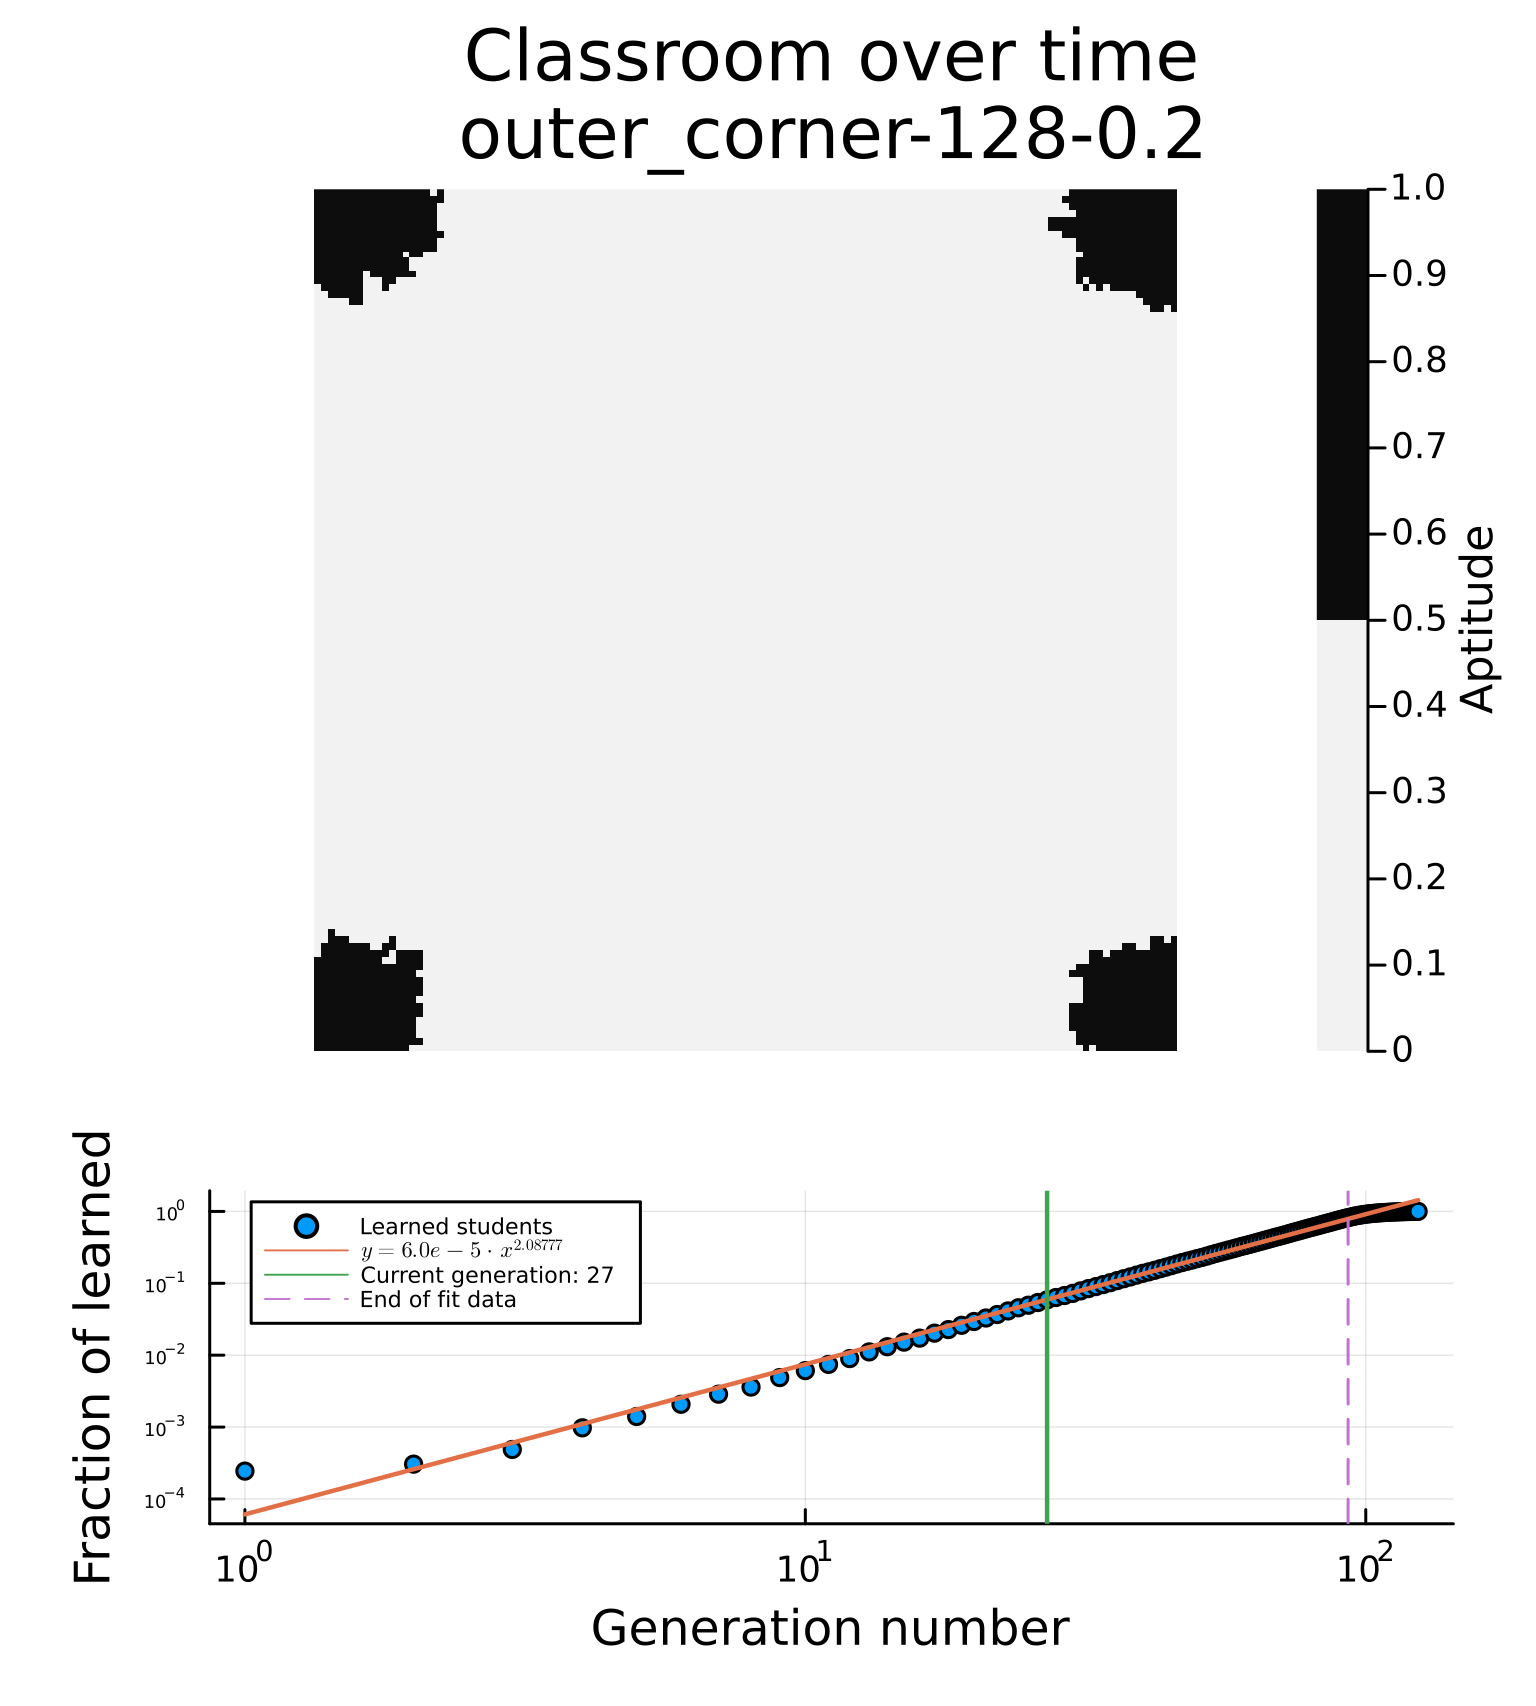 Classroom over time
outer_corner-128-0.2
1.0
0.9
0.8
0.7
0.6
0.5
0.4
0.3
0.2
0.1
0
Aptitude
Fraction of learned
10^0
10^-1
10^-2
10^-3
10^-4
Learned students
y = 6.0e − 5 · x^2.08777
Current generation: 27
End of fit data
10^0
10^1
10^2
Generation number